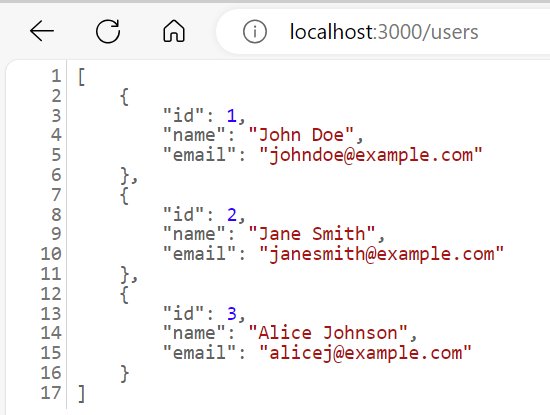 localhost:3000/users
1 [
2     {
3         "id": 1,
4         "name": "John Doe",
5         "email": "johndoe@example.com"
6     },
7     {
8         "id": 2,
9         "name": "Jane Smith",
10         "email": "janesmith@example.com"
11     },
12     {
13         "id": 3,
14         "name": "Alice Johnson",
15         "email": "alicej@example.com"
16     }
17 ]